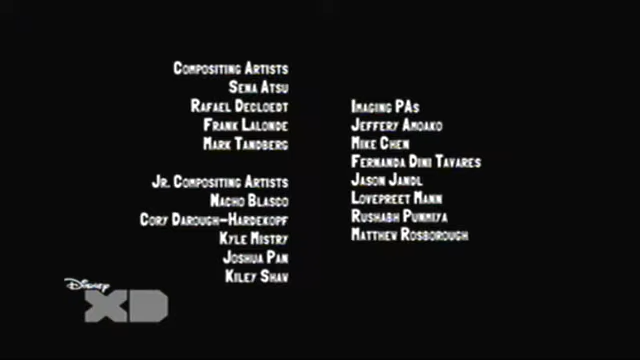 Compositing Artists
Sena Atsu
Rafael Decloedt
Frank Lalonde
Mark Tandberg
Jr. Compositing Artists
Nacho Blasco
Cory Darough-Hardekopf
Kyle Mistry
Joshua Pan
Kiley Shav
Imaging PAs
Jeffery Amoako
Mike Chen
Fernanda Dini Tavares
Jason Jandl
Lovepreet Mann
Rushabh Punmiya
Matthew Rosborough
Disney
XD